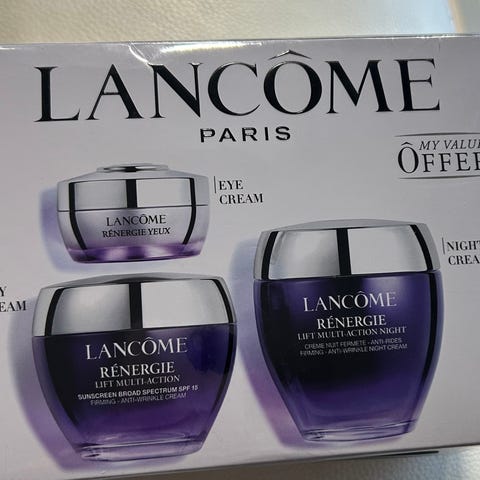 LANCÔME
PARIS
MY VALUE
OFFER
EYE
CREAM
LANCÔME
RÉNERGIE YEUX
NIGHT
CREAM
LANCÔME
RÉNERGIE
LIFT MULTI-ACTION NIGHT
CRÈME NUIT FERMETÉ - ANTI-RIDES
FIRMING - ANTI-WRINKLE NIGHT CREAM
LANCÔME
RÉNERGIE
LIFT MULTI-ACTION
SUNSCREEN BROAD SPECTRUM SPF 15
FIRMING - ANTI-WRINKLE CREAM